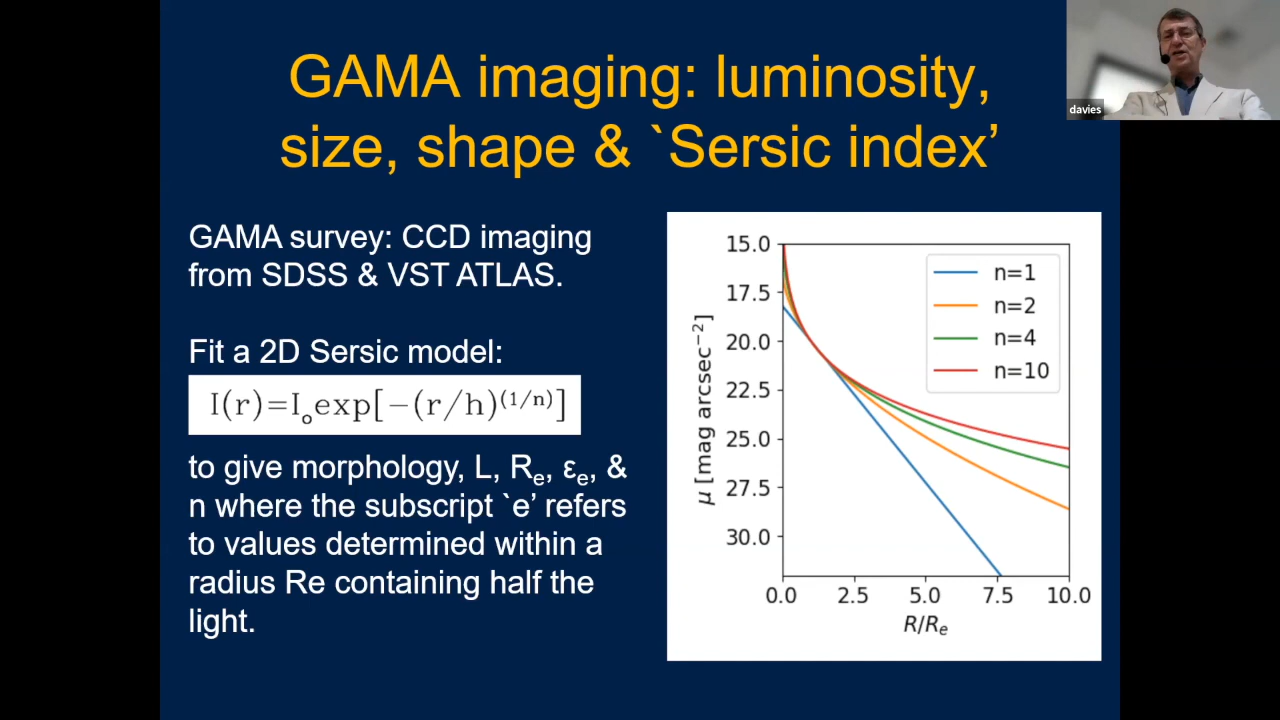 GAMA imaging: luminosity,
size, shape & `Sersic index’
davies
GAMA survey: CCD imaging
from SDSS & VST ATLAS.
Fit a 2D Sersic model:
I(r)=Iₒexp[−(r/h)^(1/n)]
to give morphology, L, Rₑ, εₑ, &
n where the subscript `e’ refers
to values determined within a
radius Re containing half the
light.
15.0
17.5
20.0
22.5
25.0
27.5
30.0
μ [mag arcsec⁻²]
n=1
n=2
n=4
n=10
0.0 2.5 5.0 7.5 10.0
R/Rₑ